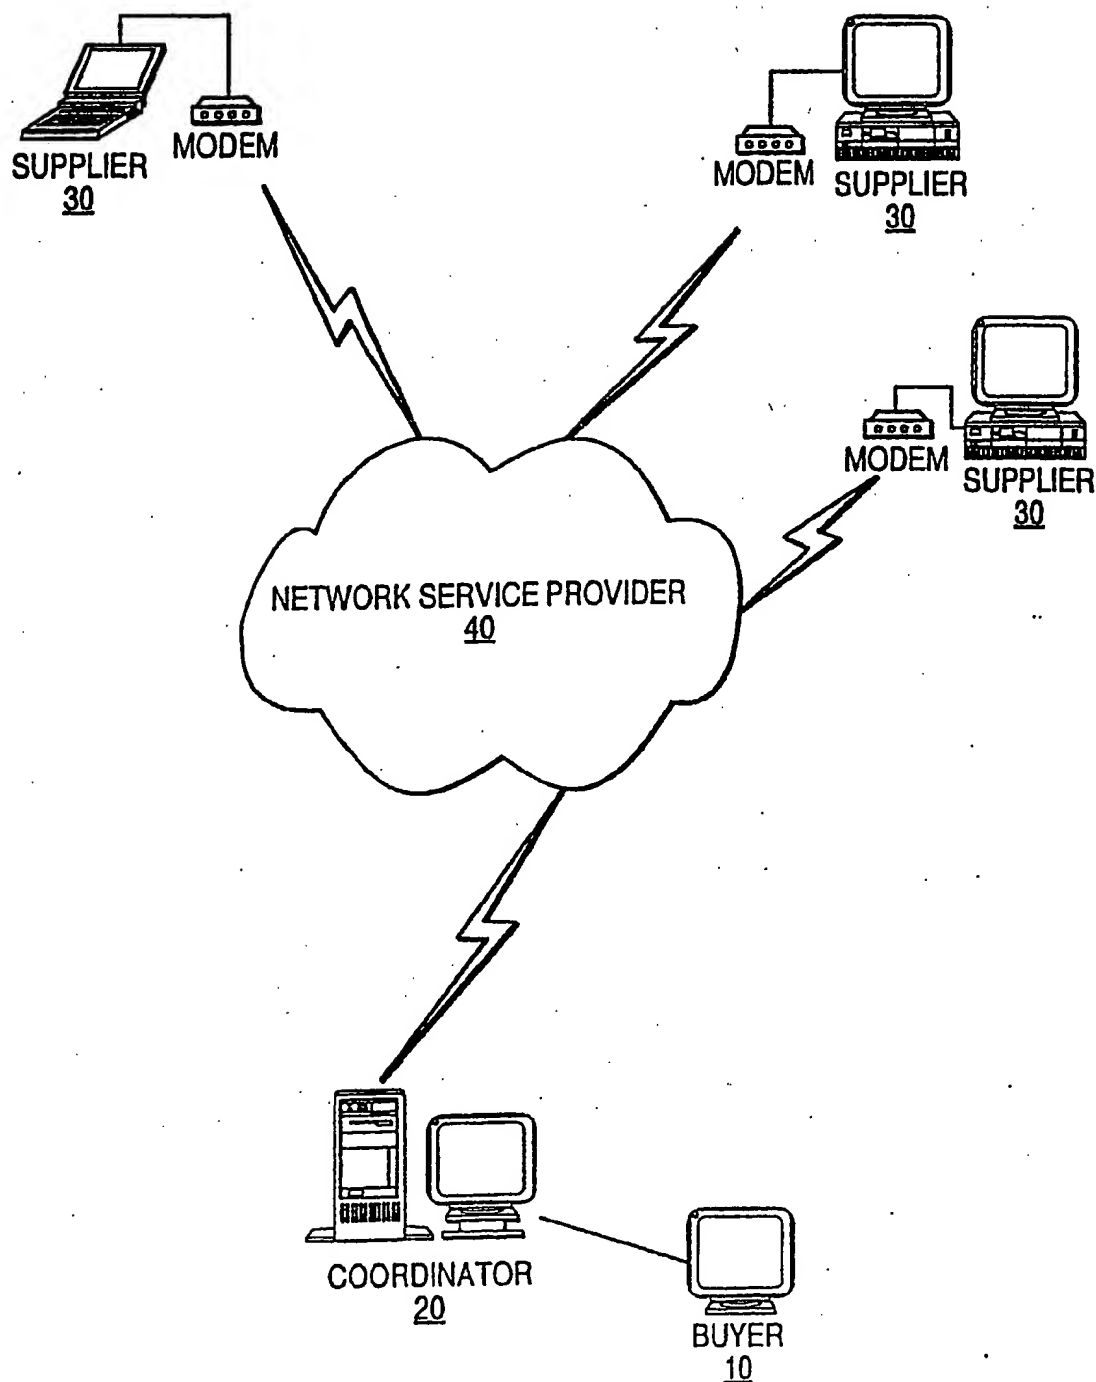 MODEM
SUPPLIER
30
MODEM
SUPPLIER
30
MODEM
SUPPLIER
30
NETWORK SERVICE PROVIDER
40
COORDINATOR
20
BUYER
10